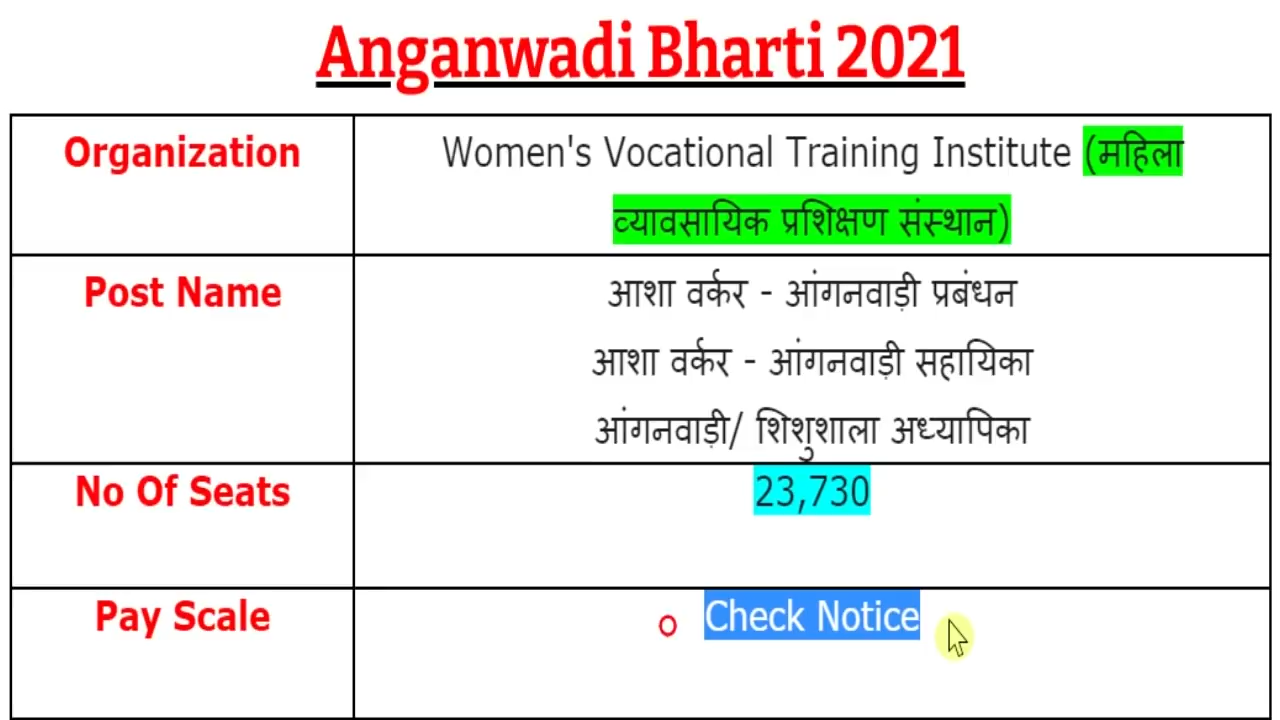 Anganwadi Bharti 2021
Organization
Women's Vocational Training Institute (महिला
व्यावसायिक प्रशिक्षण संस्थान)
Post Name
आशा वर्कर - आंगनवाड़ी प्रबंधन
आशा वर्कर - आंगनवाड़ी सहायिका
आंगनवाड़ी/ शिशुशाला अध्यापिका
No Of Seats
23,730
Pay Scale
o Check Notice